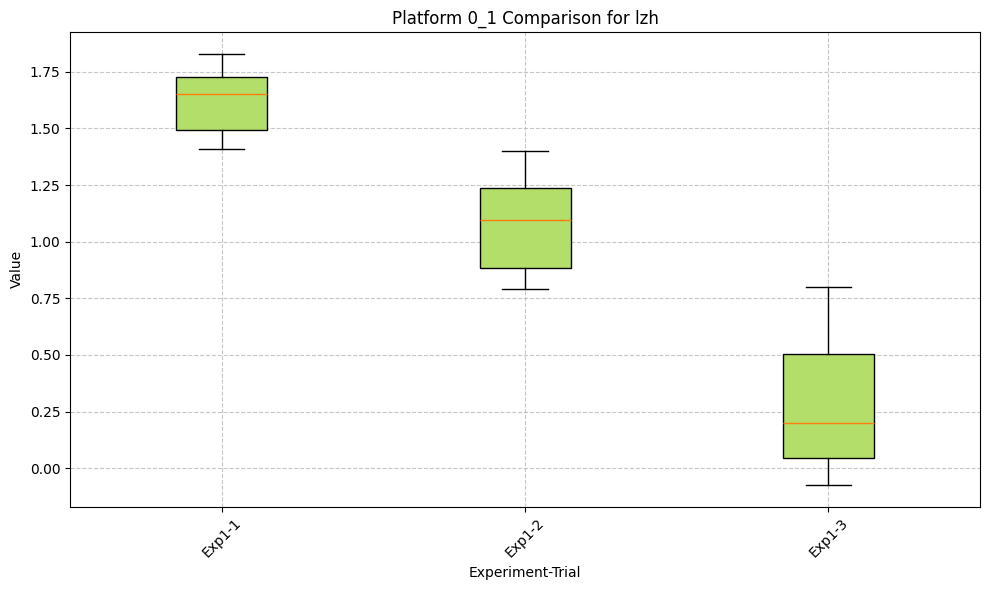 Platform 0_1 Comparison for lzh
1.75
1.50
1.25
1.00
0.75
0.50
0.25
0.00
Value
Exp1-1
Exp1-2
Exp1-3
Experiment-Trial